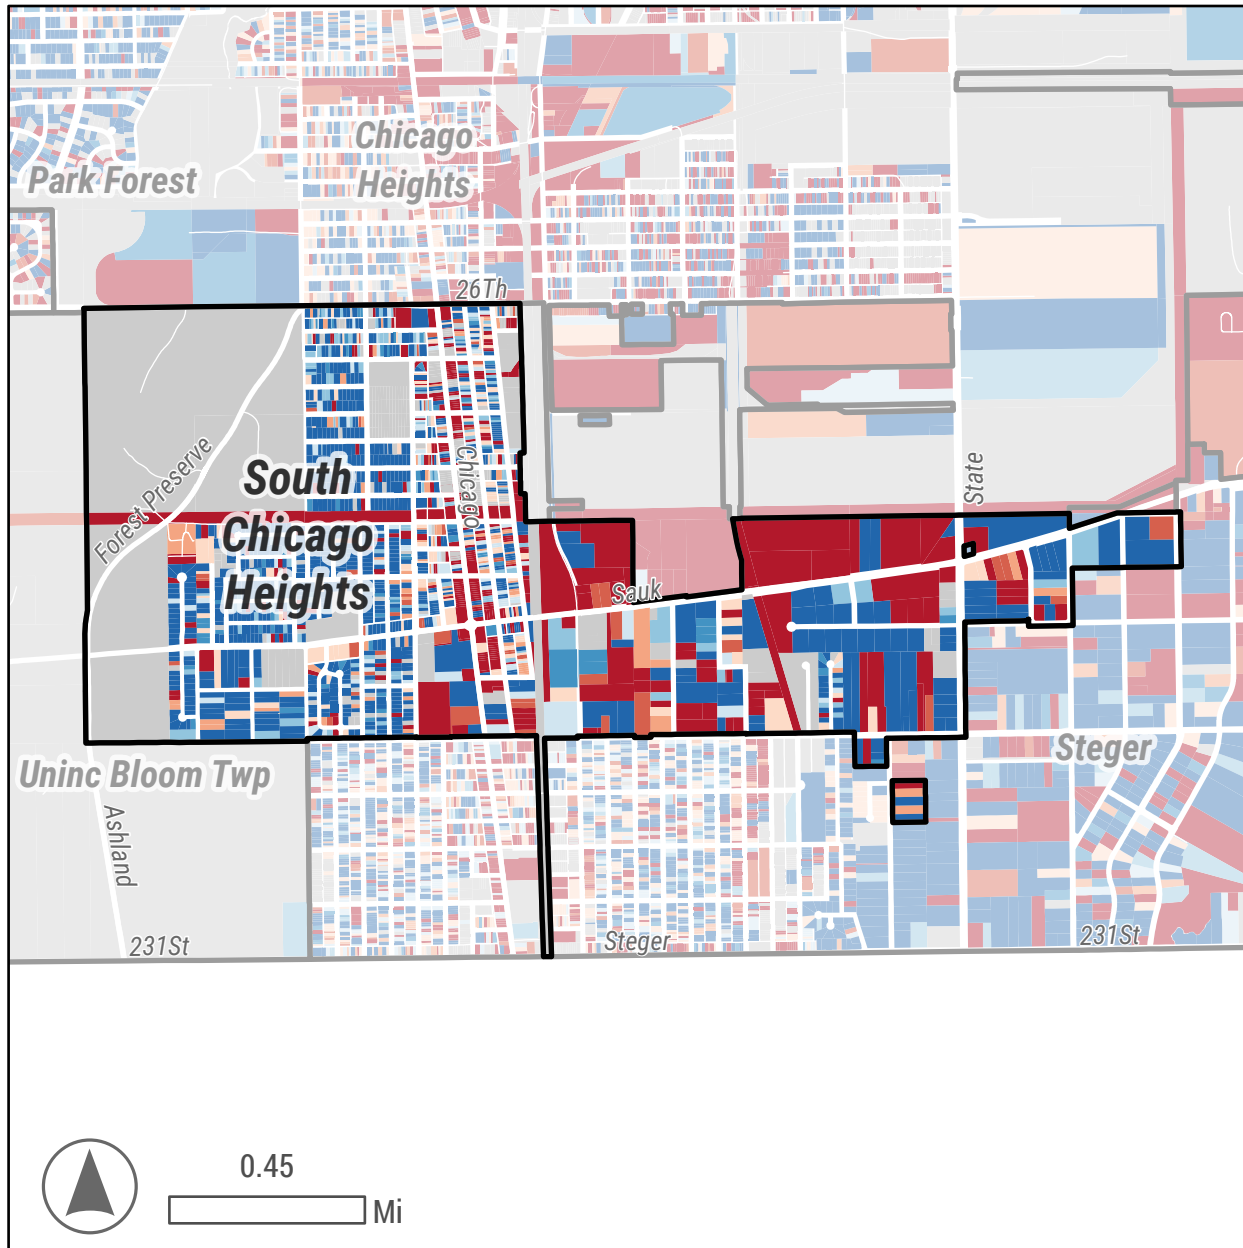 Chicago
Heights
Park Forest
26Th
P
Forest Preserve
South
Chicago
Heights
Chicago
State
Sauk
Uninc Bloom Twp
Steger
Ashland
231St
Steger
231St
0.45
Mi